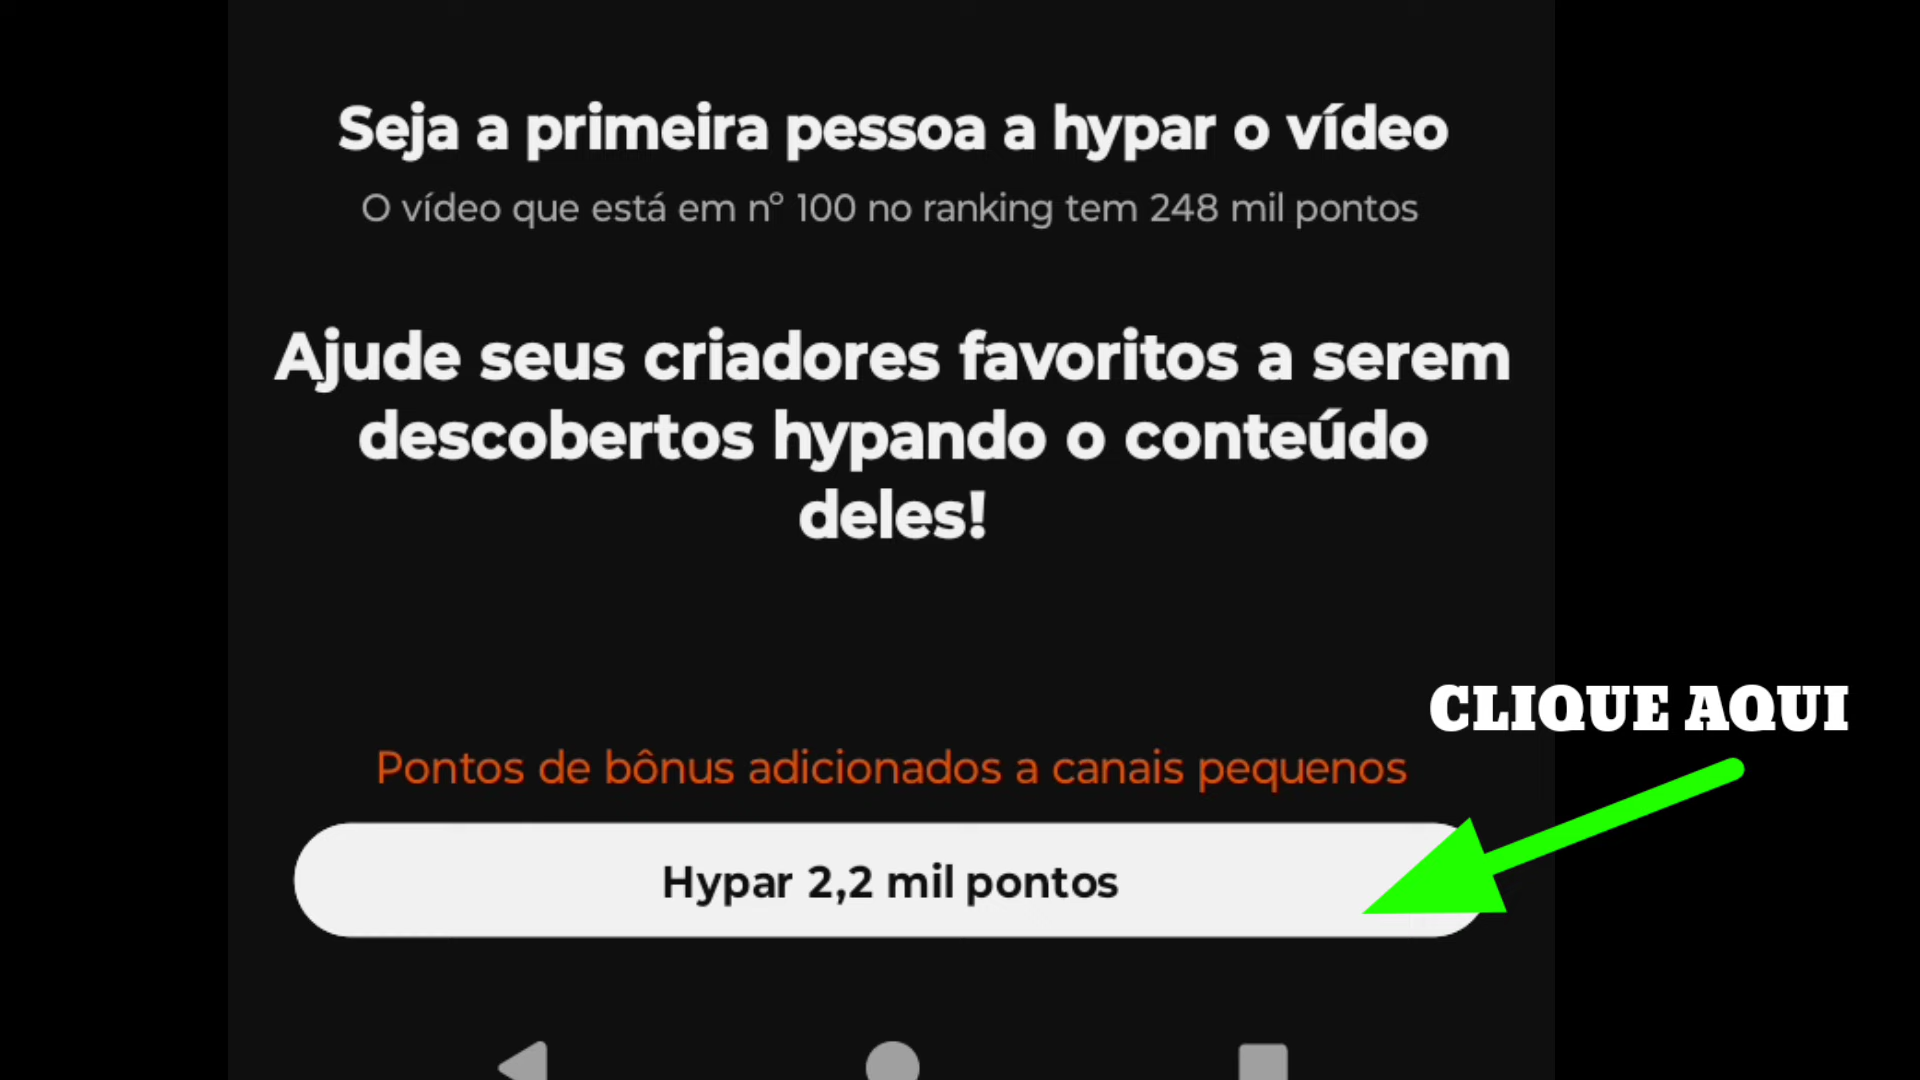 Seja a primeira pessoa a hypar o vídeo
O vídeo que está em nº 100 no ranking tem 248 mil pontos
Ajude seus criadores favoritos a serem
descobertos hypando o conteúdo
deles!
CLIQUE AQUI
Pontos de bônus adicionados a canais pequenos
Hypar 2,2 mil pontos